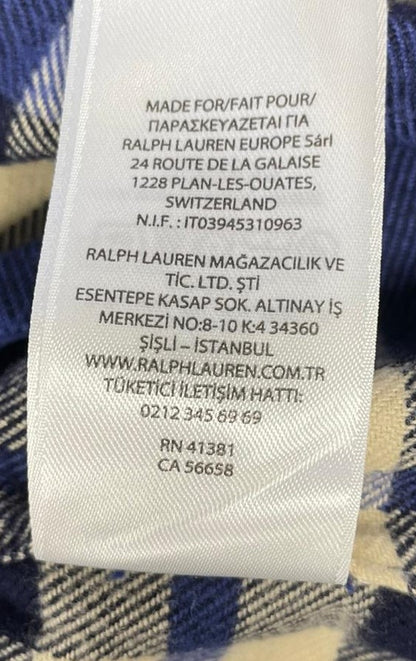 MADE FOR/FAIT POUR/
ΠΑΡΑΣΚΕΥΑΖΕΤΑΙ ΓΙΑ
RALPH LAUREN EUROPE Sárl
24 ROUTE DE LA GALAISE
1228 PLAN-LES-OUATES,
SWITZERLAND
N.I.F. : IT03945310963
RALPH LAUREN MAĞAZACILIK VE
TİC. LTD. ŞTİ
ESENTEPE KASAP SOK. ALTINAY İŞ
MERKEZİ NO:8-10 K:4 34360
ŞİŞLİ – İSTANBUL
WWW.RALPHLAUREN.COM.TR
TÜKETİCİ İLETİŞİM HATTI:
0212 345 69 69
RN 41381
CA 56658